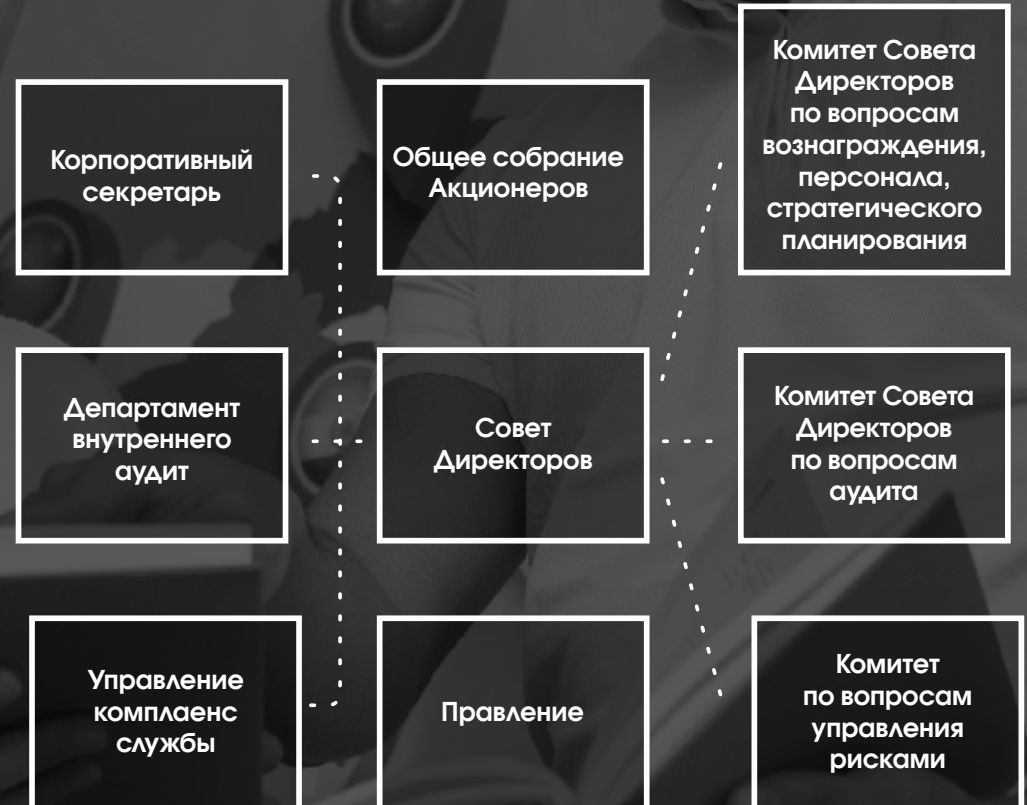 Корпоративный
секретарь
Общее собрание
Акционеров
Комитет Совета
Директоров
по вопросам
вознаграждения,
персонала,
стратегического
планирования
Департамент
внутреннего
аудит
Совет
Директоров
Комитет Совета
Директоров
по вопросам
аудита
Управление
комплаенс
службы
Правление
Комитет
по вопросам
управления
рисками